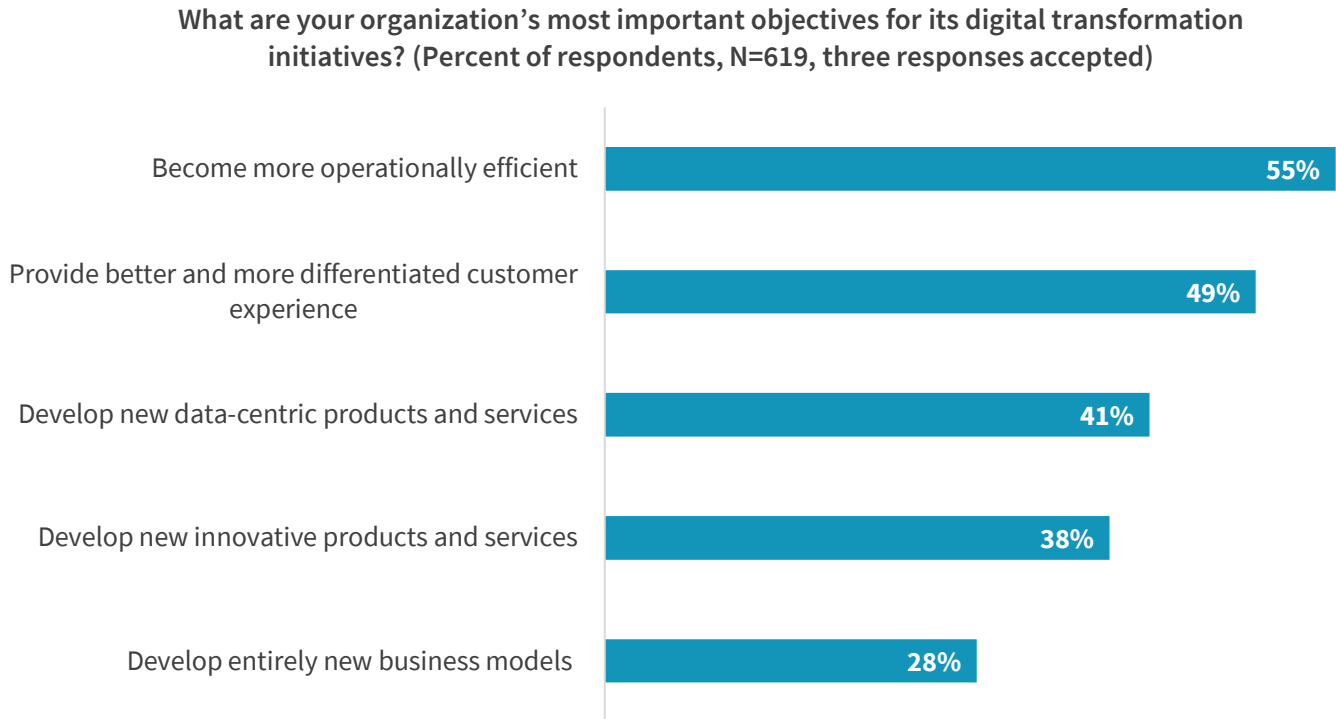 What are your organization’s most important objectives for its digital transformation
initiatives? (Percent of respondents, N=619, three responses accepted)
Become more operationally efficient
55%
Provide better and more differentiated customer
experience
49%
Develop new data-centric products and services
41%
Develop new innovative products and services
38%
Develop entirely new business models
28%